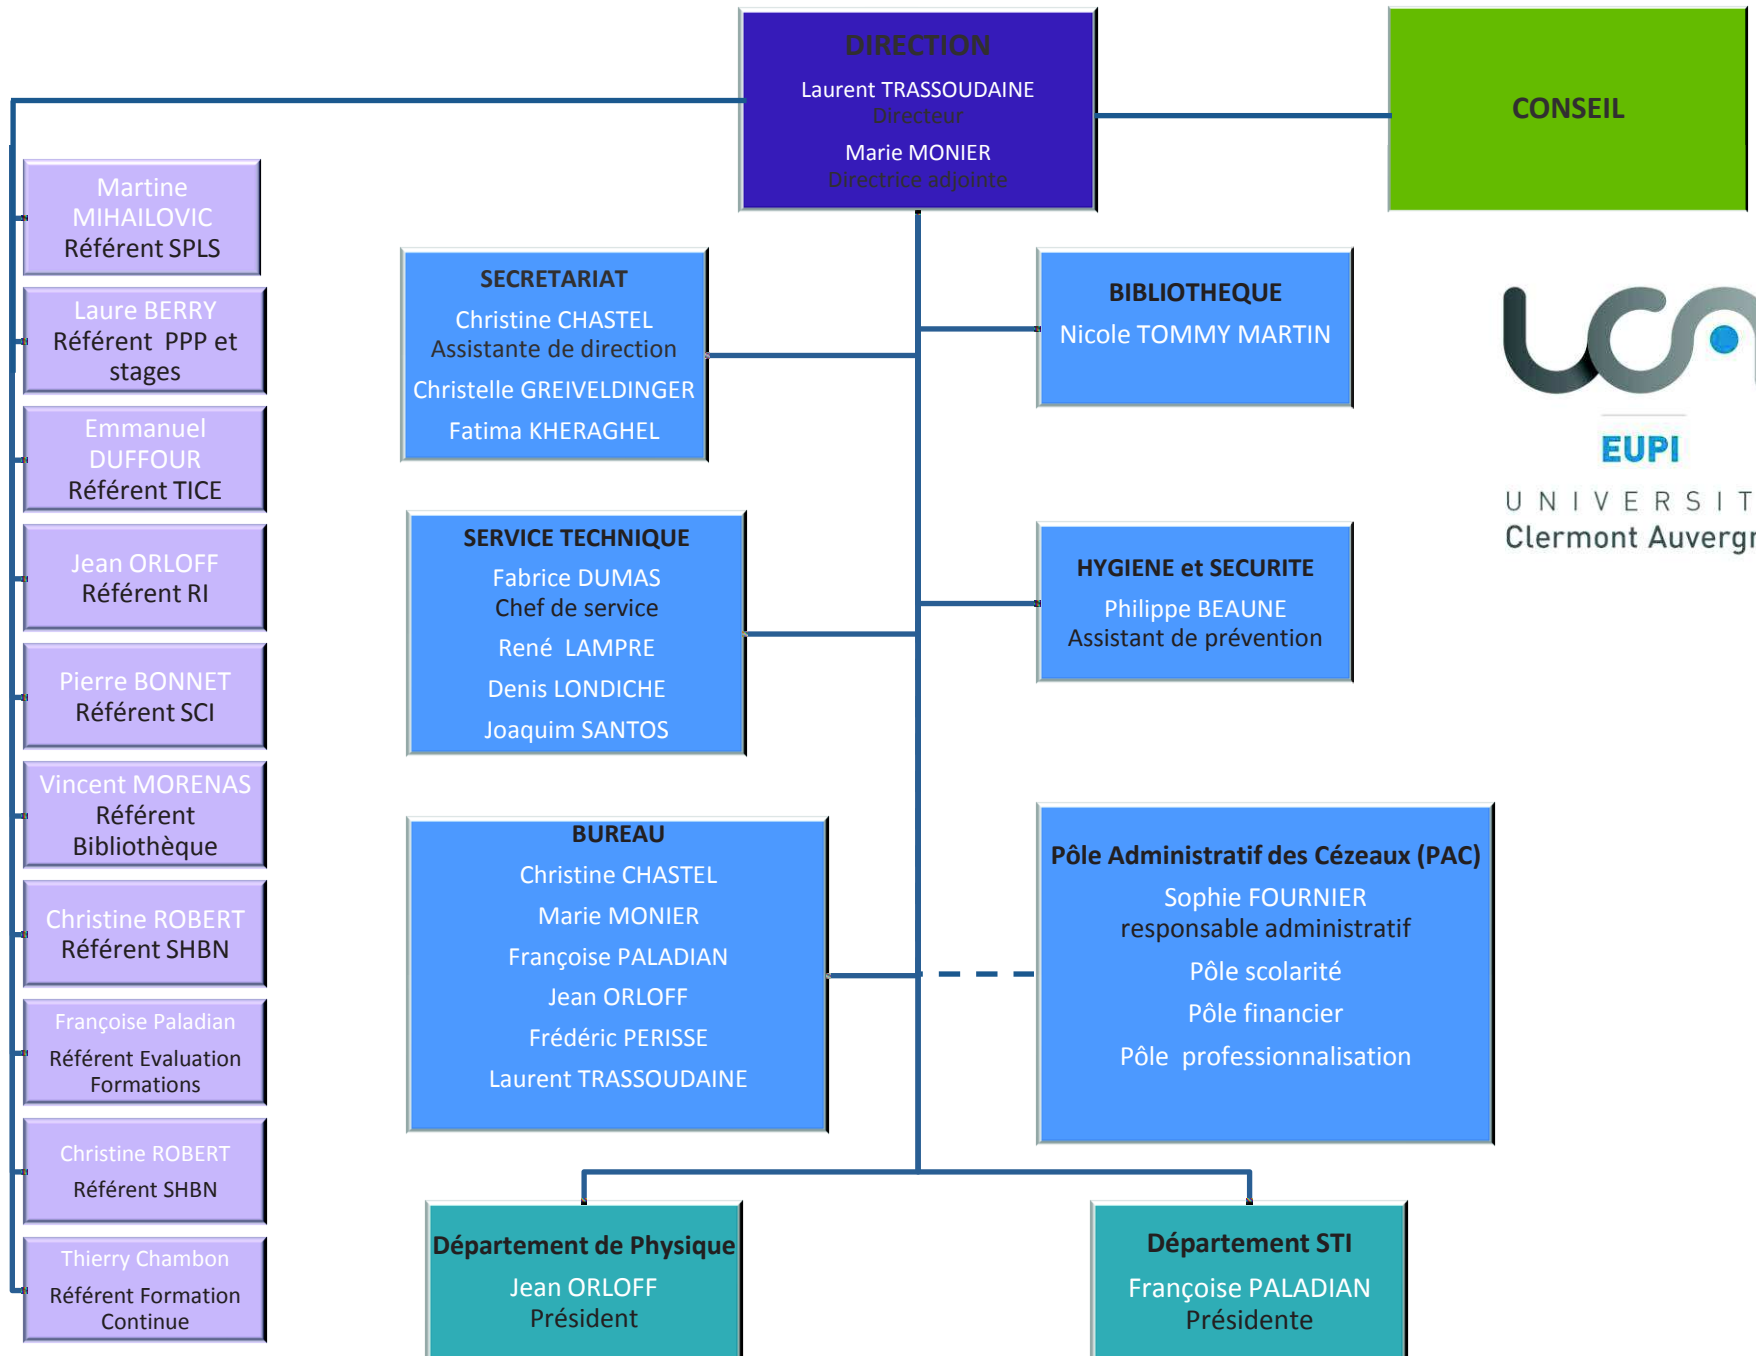 DIRECTION
Laurent TRASSOUDAINE
Directeur
Marie MONIER
Directrice adjointe
CONSEIL
Martine
MIHAILOVIC
Référent SPLS
Laure BERRY
Référent PPP et
stages
Emmanuel
DUFFOUR
Référent TICE
Jean ORLOFF
Référent RI
Pierre BONNET
Référent SCI
Vincent MORENAS
Référent
Bibliothèque
Christine ROBERT
Référent SHBN
Françoise Paladian
Référent Evaluation
Formations
Christine ROBERT
Référent SHBN
Thierry Chambon
Référent Formation
Continue
SECRETARIAT
Christine CHASTEL
Assistante de direction
Christelle GREIVELDINGER
Fatima KHERAGHEL
BIBLIOTHEQUE
Nicole TOMMY MARTIN
UCA
EUPI
UNIVERSIT
Clermont Auvergn
SERVICE TECHNIQUE
Fabrice DUMAS
Chef de service
René LAMPRE
Denis LONDICHE
Joaquim SANTOS
HYGIENE et SECURITE
Philippe BEAUNE
Assistant de prévention
BUREAU
Christine CHASTEL
Marie MONIER
Françoise PALADIAN
Jean ORLOFF
Frédéric PERISSE
Laurent TRASSOUDAINE
Pôle Administratif des Cézeaux (PAC)
Sophie FOURNIER
responsable administratif
Pôle scolarité
Pôle financier
Pôle professionnalisation
Département de Physique
Jean ORLOFF
Président
Département STI
Françoise PALADIAN
Présidente